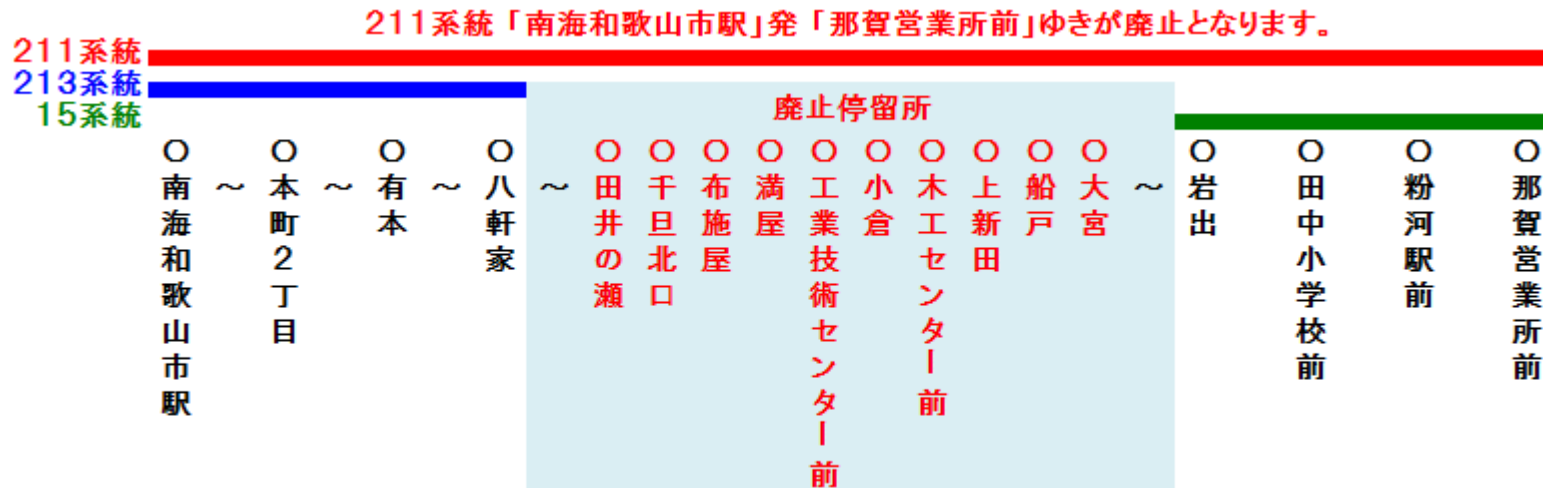 211系統「南海和歌山市駅」発「那賀営業所前」ゆきが廃止となります。
211系統
213系統
15系統
廃止停留所
○南海和歌山市駅
～
○本町2丁目
～
○有本
～
○八軒家
～
○田井の瀬
○千旦北口
○布施屋
○満屋
○工業技術センター前
○小倉
○木工センター前
○上新田
○船戸
○大宮
～
○岩出
○田中小学校前
○粉河駅前
○那賀営業所前